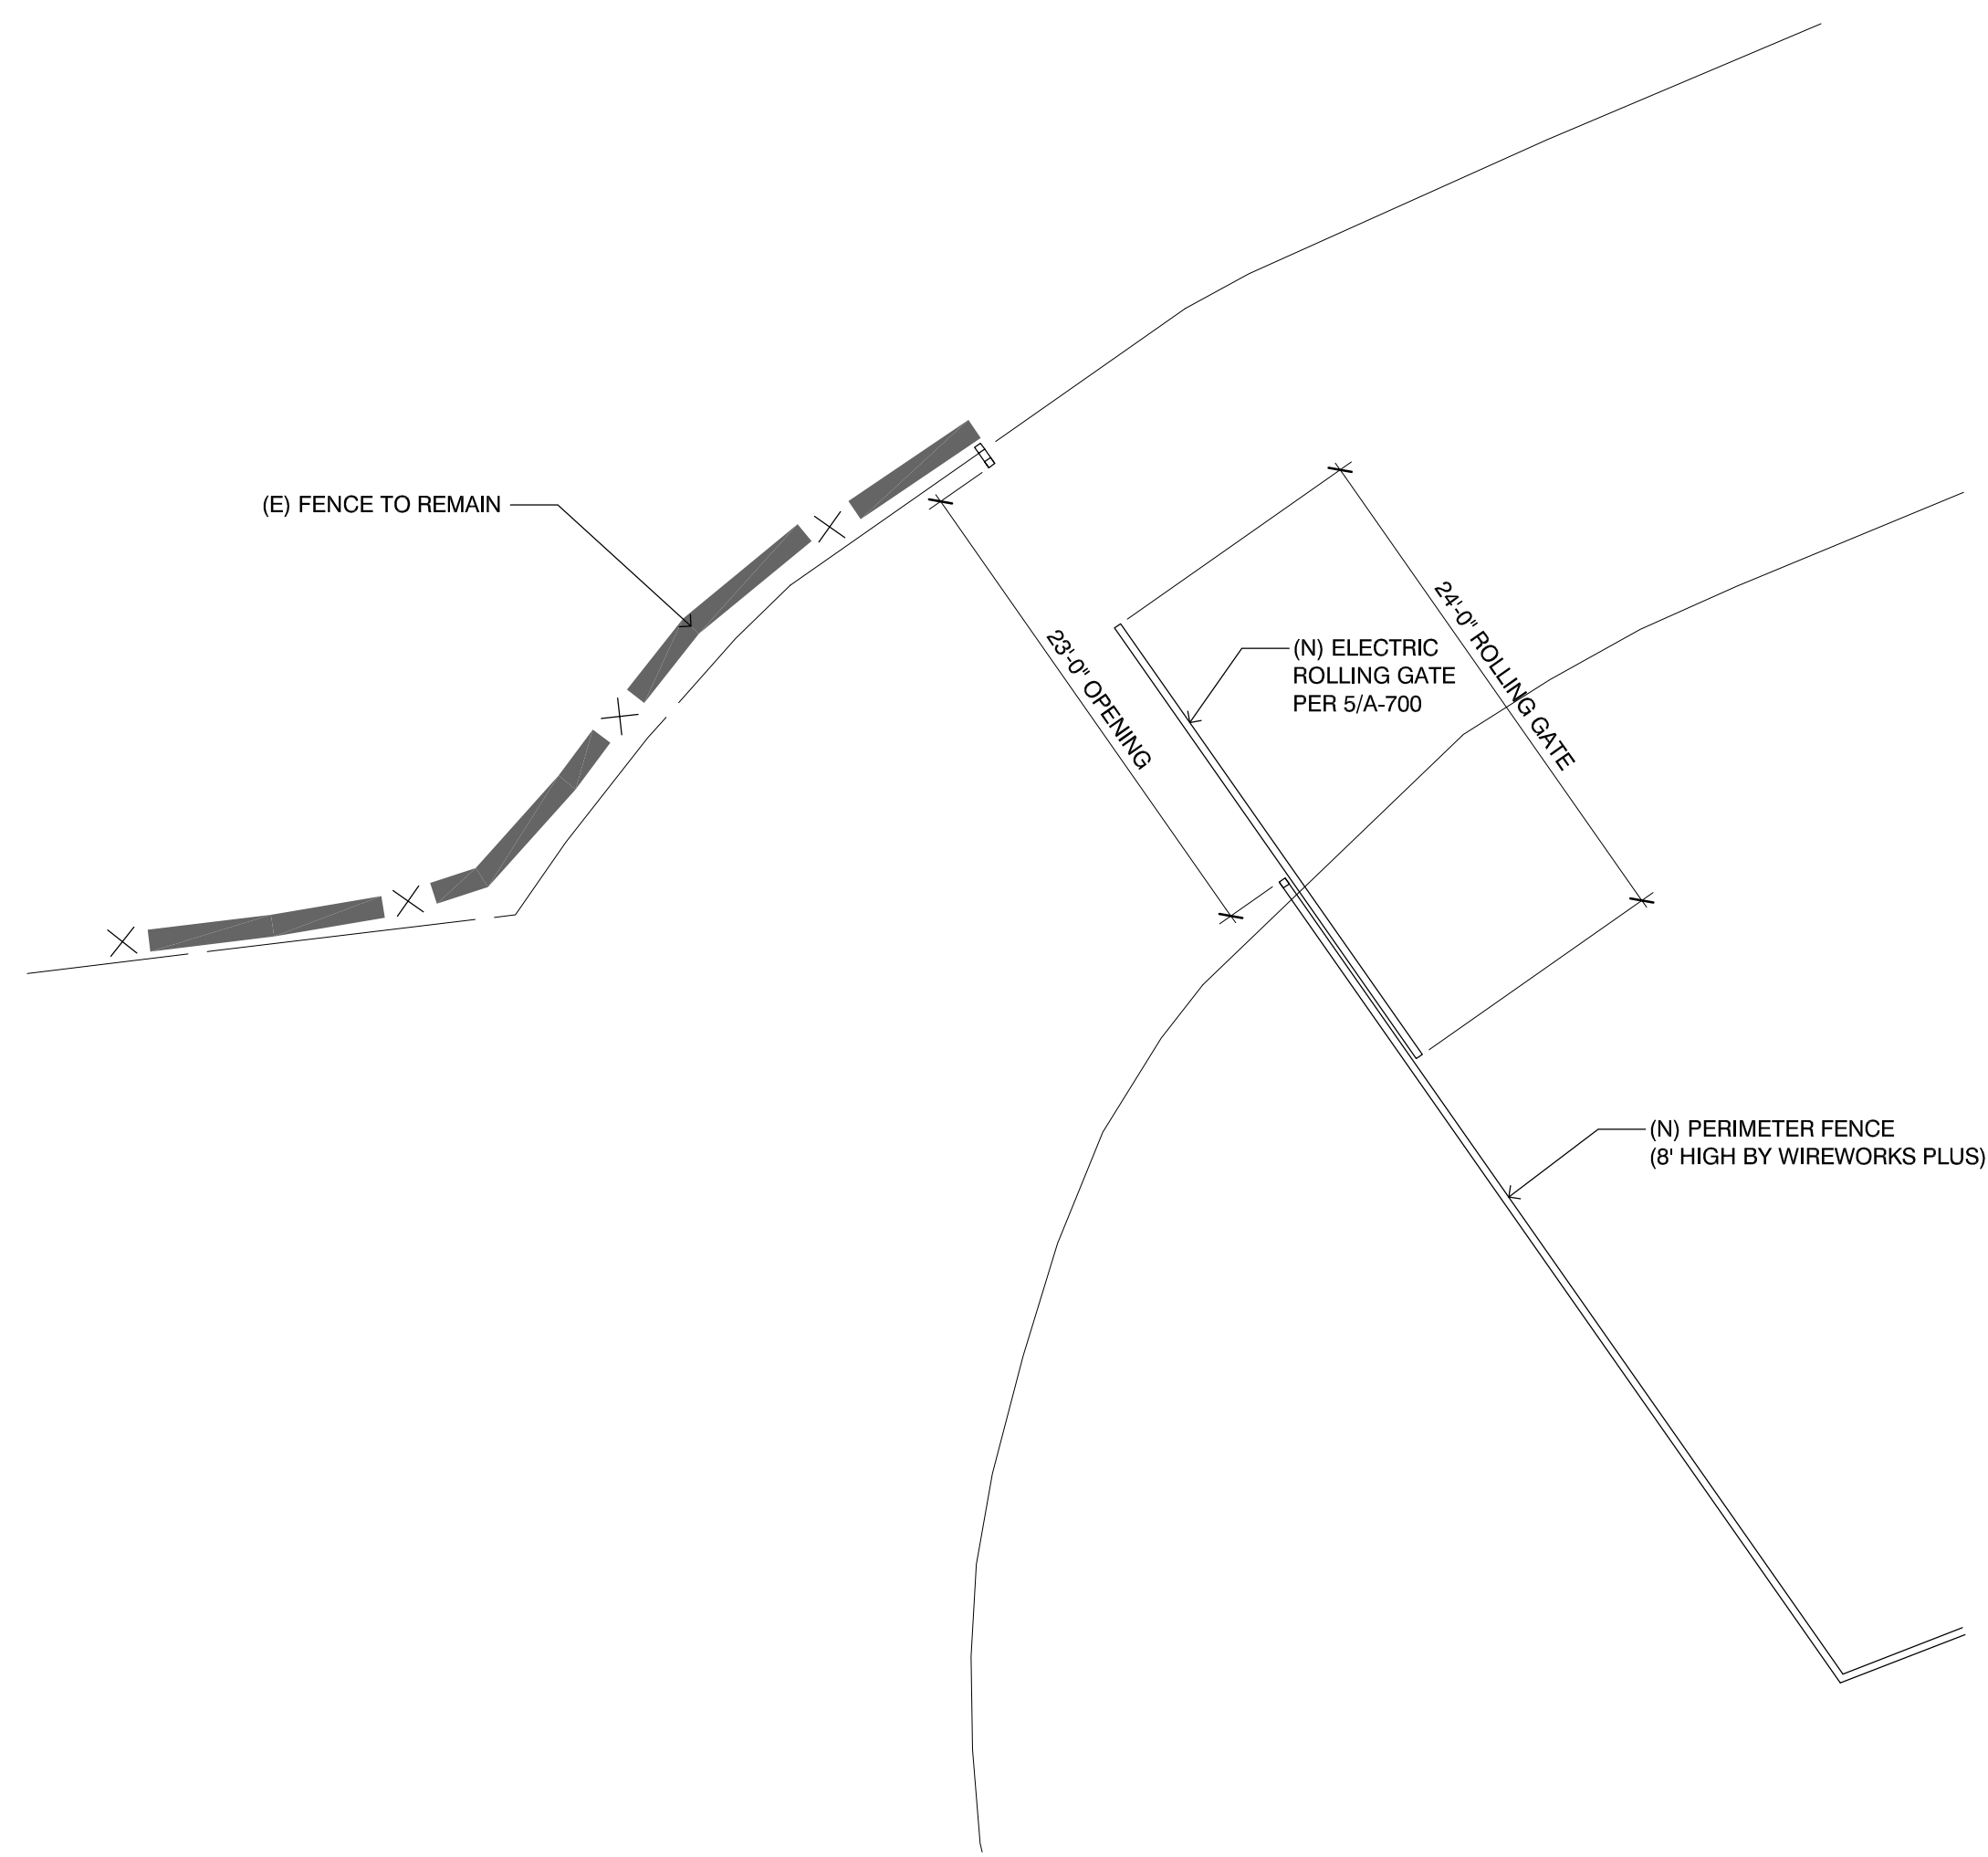 (E) FENCE TO REMAIN
23'-0" OPENING
24'-0" ROLLING GATE
(N) ELECTRIC
ROLLING GATE
PER 5/A-700
(N) PERIMETER FENCE
(8' HIGH BY WIREWORKS PLUS)